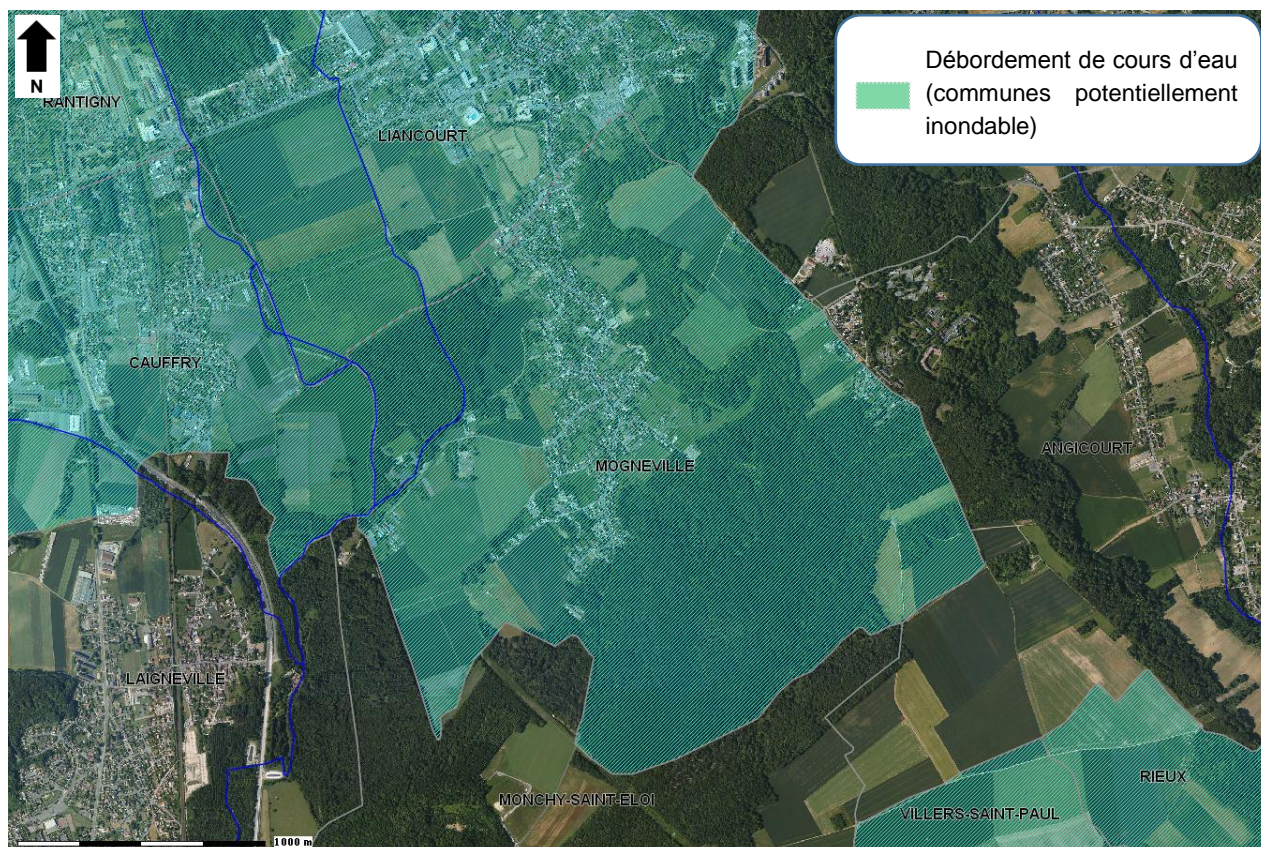 N
Débordement de cours d'eau
(communes potentiellement
inondable)
RANTIGNY
LIANCOURT
CAUFFRY
MOGNEVILLE
ANGICOURT
LAIGNEVILLE
MONCHY-SAINT-ELOI
RIEUX
VILLERS-SAINT-PAUL
1000 m